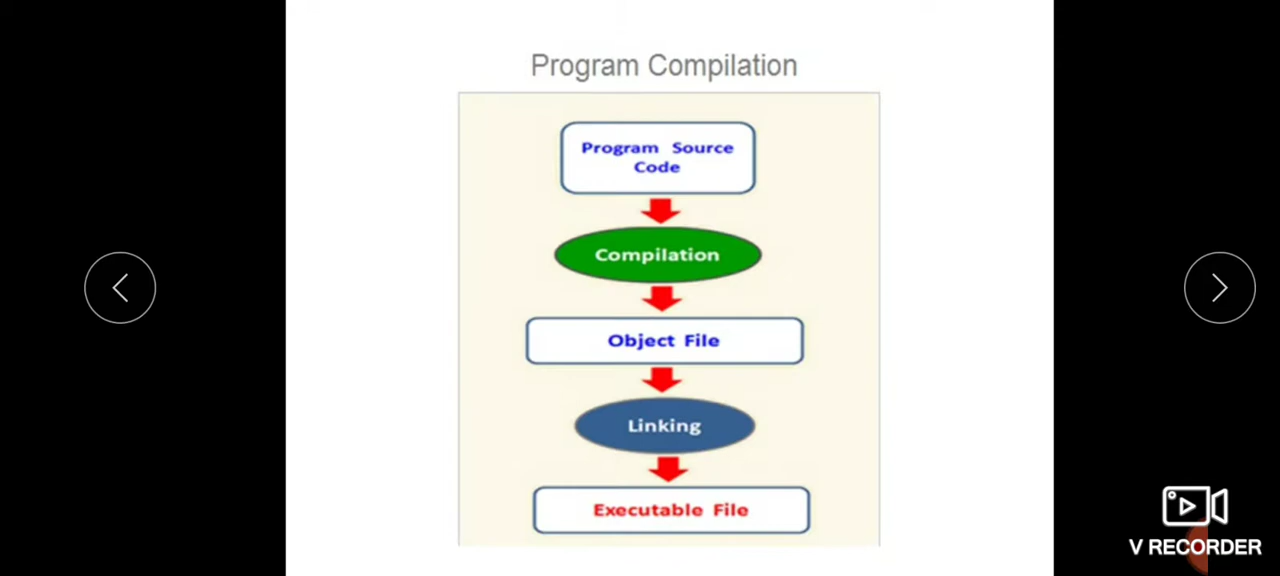 Program Compilation
Program Source
Code
Compilation
Object File
Linking
Executable File
V RECORDER